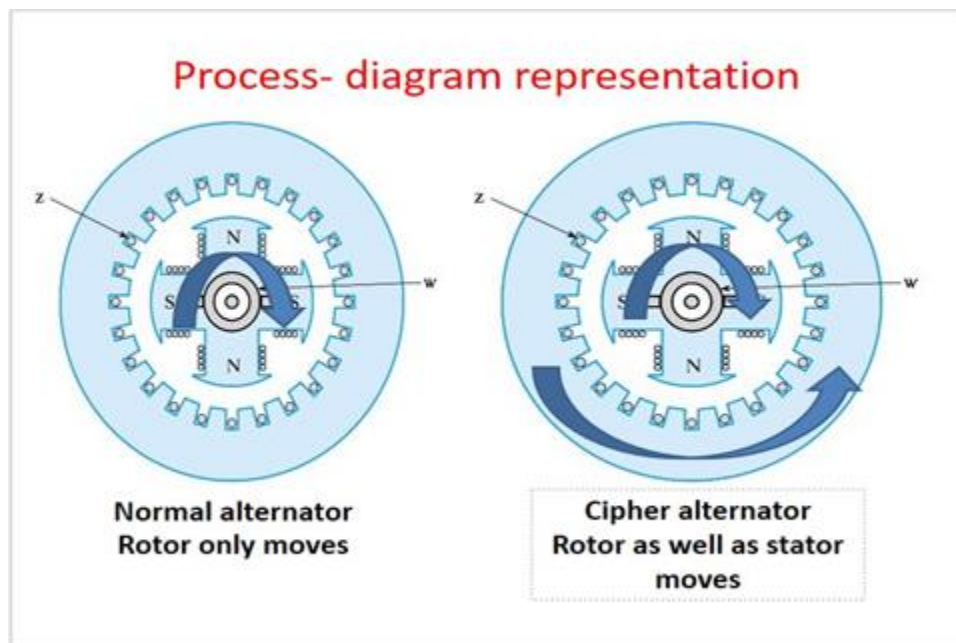 Process- diagram representation
Z
N
S
S
W
N
Z
N
S
W
N
Normal alternator
Rotor only moves
Cipher alternator
Rotor as well as stator
moves